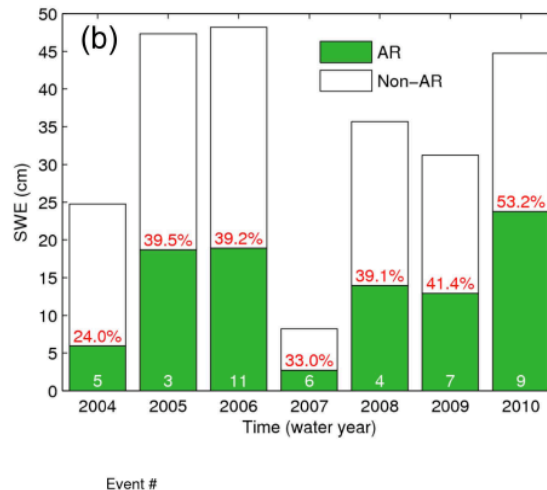 50
(b)
AR
45
Non-AR
40
35
SWE (cm)
30
25
20
15
10
5
0
24.0%
39.5%
39.2%
33.0%
39.1%
41.4%
53.2%
5 3 11 6 4 7 9
2004 2005 2006 2007 2008 2009 2010
Time (water year)
Event #